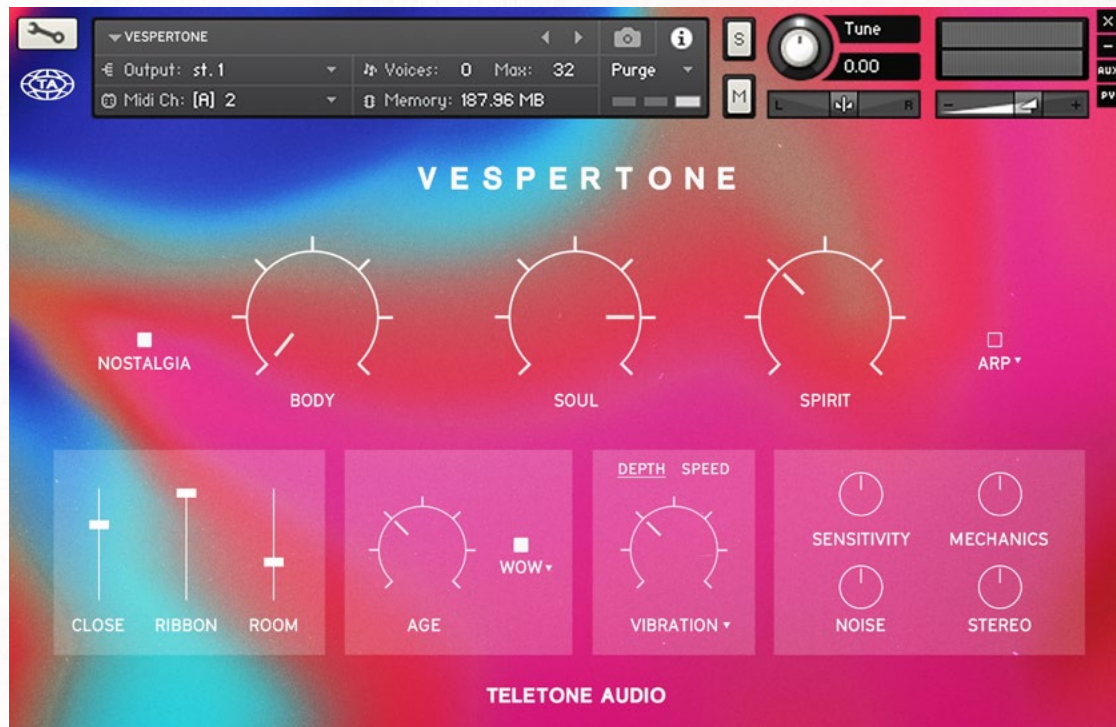 VESPERTONE
Output: st.1
Voices: 0 Max: 32
Purge
Midi Ch: [A] 2
Memory: 187.96 MB
S
M
Tune
0.00
L R
- +
×
-
AUX
PV
TA
VESPERTONE
NOSTALGIA
BODY
SOUL
SPIRIT
ARP
CLOSE
RIBBON
ROOM
AGE
WOW
DEPTH SPEED
VIBRATION
SENSITIVITY
MECHANICS
NOISE
STEREO
TELETONE AUDIO